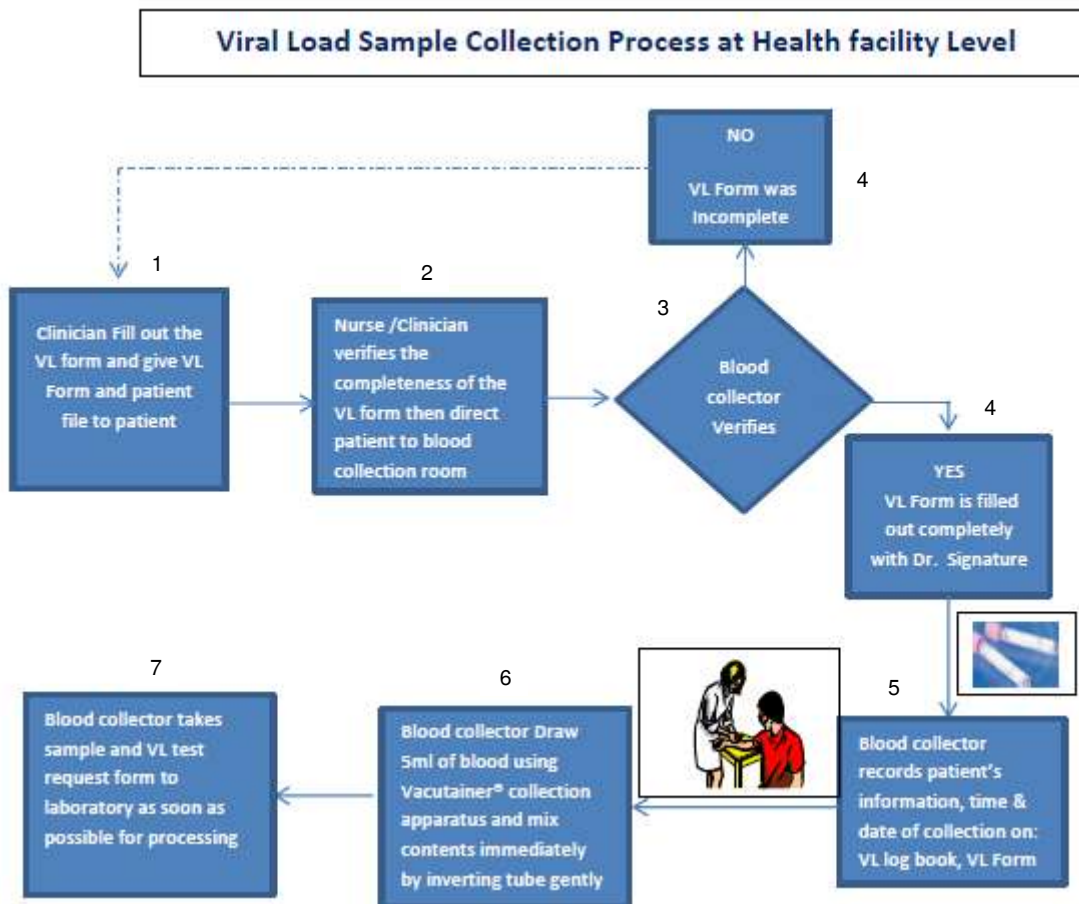 Viral Load Sample Collection Process at Health facility Level
1
Clinician Fill out the
VL form and give VL
Form and patient
file to patient
2
Nurse /Clinician
verifies the
completeness of the
VL form then direct
patient to blood
collection room
3
Blood
collector
Verifies
4
NO
VL Form was
Incomplete
4
YES
VL Form is filled
out completely
with Dr. Signature
5
Blood collector
records patient's
information, time &
date of collection on:
VL log book, VL Form
6
Blood collector Draw
5ml of blood using
Vacutainer® collection
apparatus and mix
contents immediately
by inverting tube gently
7
Blood collector takes
sample and VL test
request form to
laboratory as soon as
possible for processing